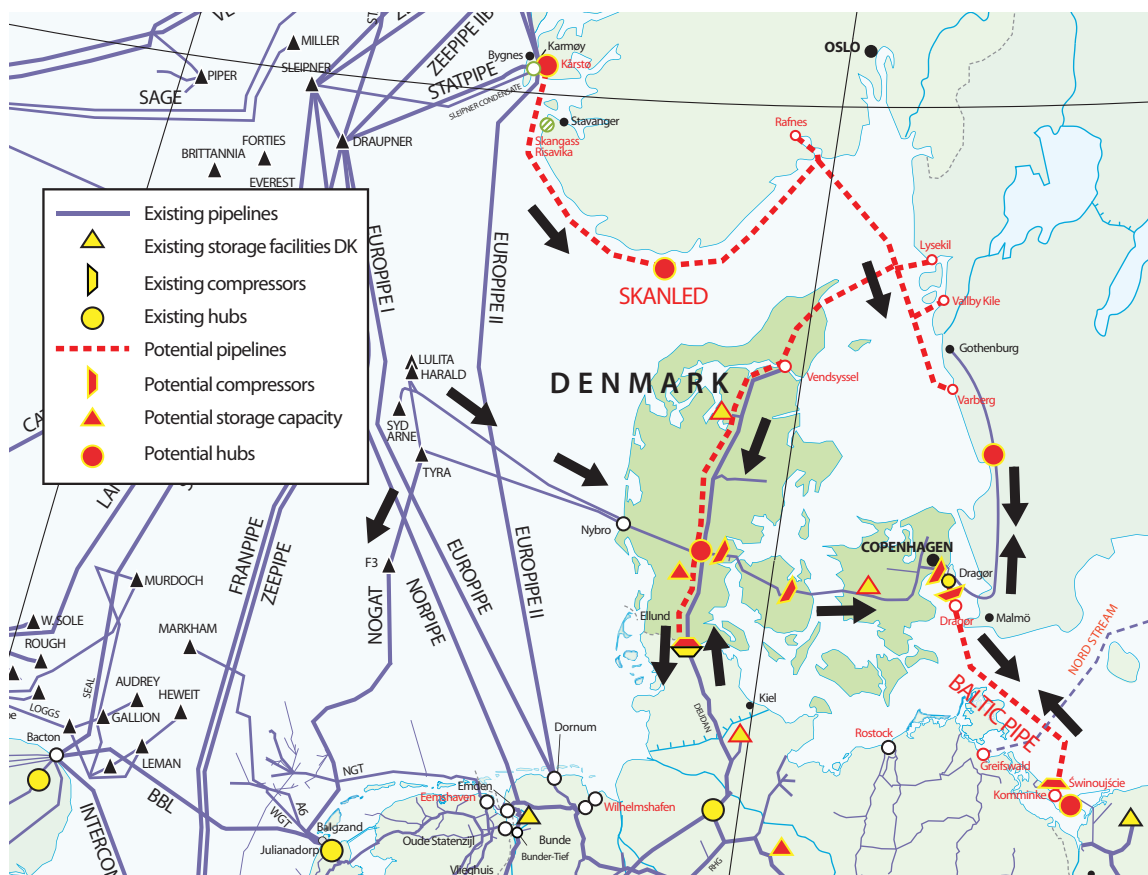 MILLER
PIPER
SLEIPNER
SAGE
ZEEPIPE IIB
STATPIPE
SLEIPNER CONDENSATE
Bygnes
Karmøy
Kårstø
OSLO
Stavanger
Skangass
Risavika
Rafnes
DRAUPNER
FORTIES
BRITTANNIA
EVEREST
Existing pipelines
Existing storage facilities DK
Existing compressors
Existing hubs
Potential pipelines
Potential compressors
Potential storage capacity
Potential hubs
EUROPIPE I
EUROPIPE II
SKANLED
Lysekil
Vallby Kile
Gothenburg
Varberg
Vendsyssel
DENMARK
LULITA
HARALD
SYD
ARNE
TYRA
Nybro
F3
NOGAT
NORPIPE
EUROPIPE
EUROPIPE II
FRANPIPE
ZEEPIPE
COPENHAGEN
Dragør
Dragør
Malmö
Ellund
NORD STREAM
BALTIC PIPE
MURDOCH
W. SOLE
ROUGH
MARKHAM
AUDREY
HEWEIT
SEAL
LOGGS
GALLION
LEMAN
Bacton
BBL
INTERCON
NGT
A6
WGT
Balgzand
Julianadorp
Eemshaven
Emden
Oude Statenzijl
Vlieghuis
Bunde
Bunder-Tief
Dornum
Wilhelmshafen
DEUDAN
Kiel
RHG
Rostock
Greifswald
Komminke
Świnoujście